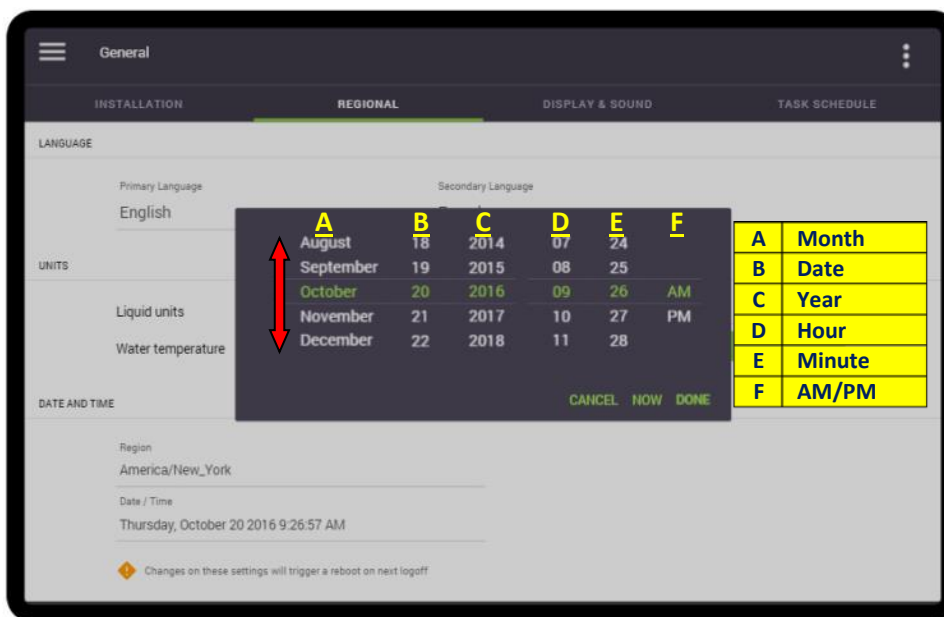 General
INSTALLATION REGIONAL DISPLAY & SOUND TASK SCHEDULE
LANGUAGE
Primary Language Secondary Language
English
A B C D E F
August 18 2014 07 24
September 19 2015 08 25
October 20 2016 09 26 AM
November 21 2017 10 27 PM
December 22 2018 11 28
CANCEL NOW DONE
A Month
B Date
C Year
D Hour
E Minute
F AM/PM
UNITS
Liquid units
Water temperature
DATE AND TIME
Region
America/New_York
Date / Time
Thursday, October 20 2016 9:26:57 AM
Changes on these settings will trigger a reboot on next logoff